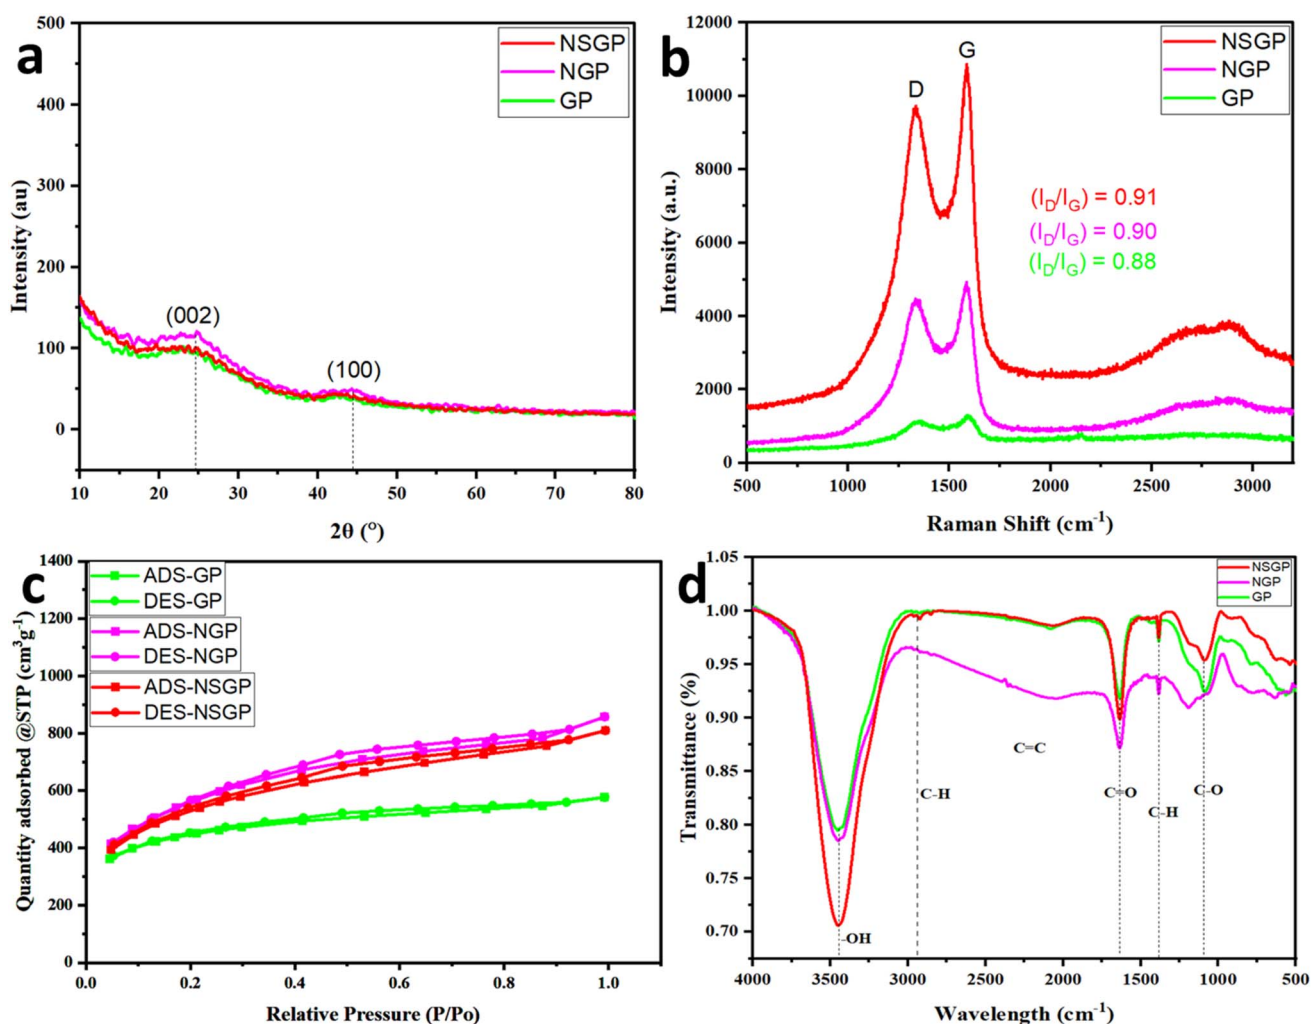 a
500
400
300
200
100
0
Intensity (au)
NSGP
NGP
GP
(002)
(100)
10 20 30 40 50 60 70 80
2θ (°)
b
12000
10000
8000
6000
4000
2000
0
Intensity (a.u.)
D
G
NSGP
NGP
GP
(I_D/I_G) = 0.91
(I_D/I_G) = 0.90
(I_D/I_G) = 0.88
500 1000 1500 2000 2500 3000
Raman Shift (cm⁻¹)
c
1400
1200
1000
800
600
400
200
0
Quantity adsorbed @STP (cm³g⁻¹)
ADS-GP
DES-GP
ADS-NGP
DES-NGP
ADS-NSGP
DES-NSGP
0.0 0.2 0.4 0.6 0.8 1.0
Relative Pressure (P/Po)
d
1.05
1.00
0.95
0.90
0.85
0.80
0.75
0.70
Transmittance (%)
NSGP
NGP
GP
C=C
C-H
C=O
C-H
C-O
-OH
4000 3500 3000 2500 2000 1500 1000 500
Wavelength (cm⁻¹)